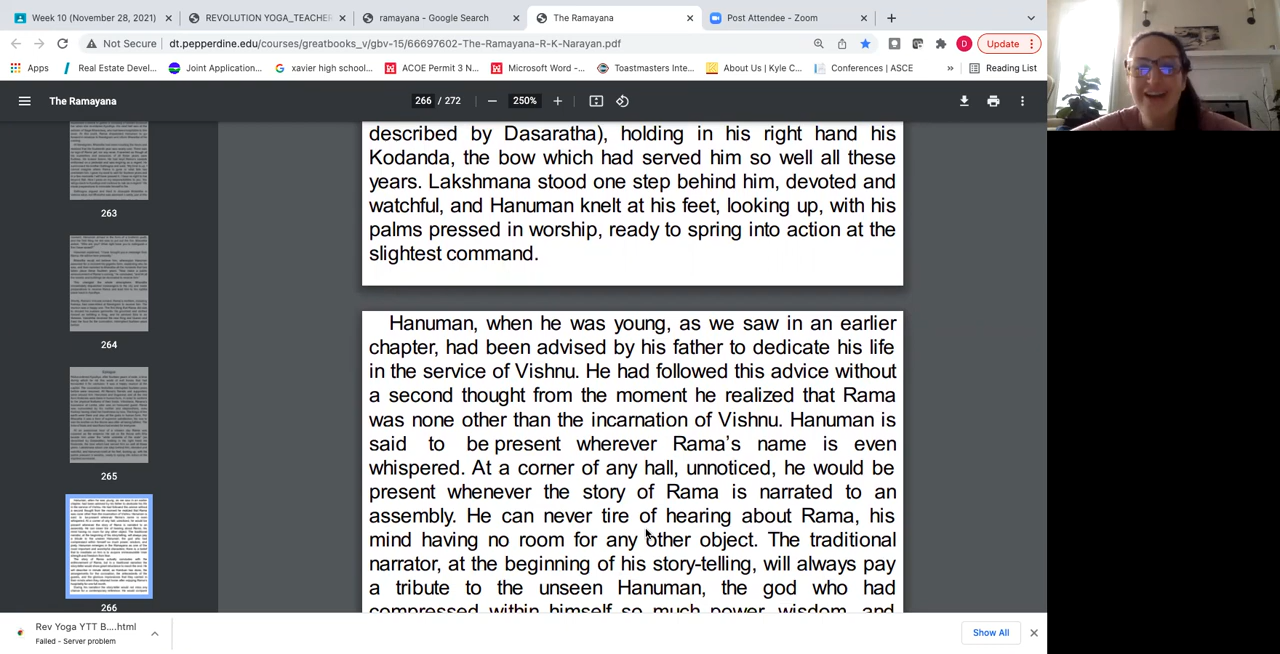 Week 10 (November 28, 2021)
REVOLUTION YOGA_TEACHER
ramayana - Google Search
The Ramayana
Post Attendee - Zoom
Not Secure
dt.pepperdine.edu/courses/greatbooks_v/gbv-15/66697602-The-Ramayana-R-K-Narayan.pdf
D
Update
Apps
Real Estate Devel...
Joint Application...
xavier high school...
ACOE Permit 3 N...
Microsoft Word -...
Toastmasters Inte...
About Us | Kyle C...
Conferences | ASCE
»
Reading List
The Ramayana
266 / 272
250%
263
264
265
266
described by Dasaratha), holding in his right hand his
Kodanda, the bow which had served him so well all these
years. Lashmana stood one step behind him, devoted and
watchful, and Hanuman knelt at his feet, looking up, with his
palms pressed in worship, ready to spring into action at the
slightest command.
Hanuman, when he was young, as we saw in an earlier
chapter, had been advised by his father to dedicate his life
in the service of Vishnu. He had followed this advice without
a second thought from the moment he realized that Rama
was none other than the incarnation of Vishnu. Hanuman is
said to be present wherever Rama's name is even
whispered. At a corner of any hall, unnoticed, he would be
present whenever the story of Rama is narrated to an
assembly. He can never tire of hearing about Rama, his
mind having no room for any other object. The traditional
narrator, at the beginning of his story-telling, will always pay
a tribute to the unseen Hanuman, the god who had
compressed within himself so much power, wisdom, and
Rev Yoga YTT B....html
Failed - Server problem
Show All